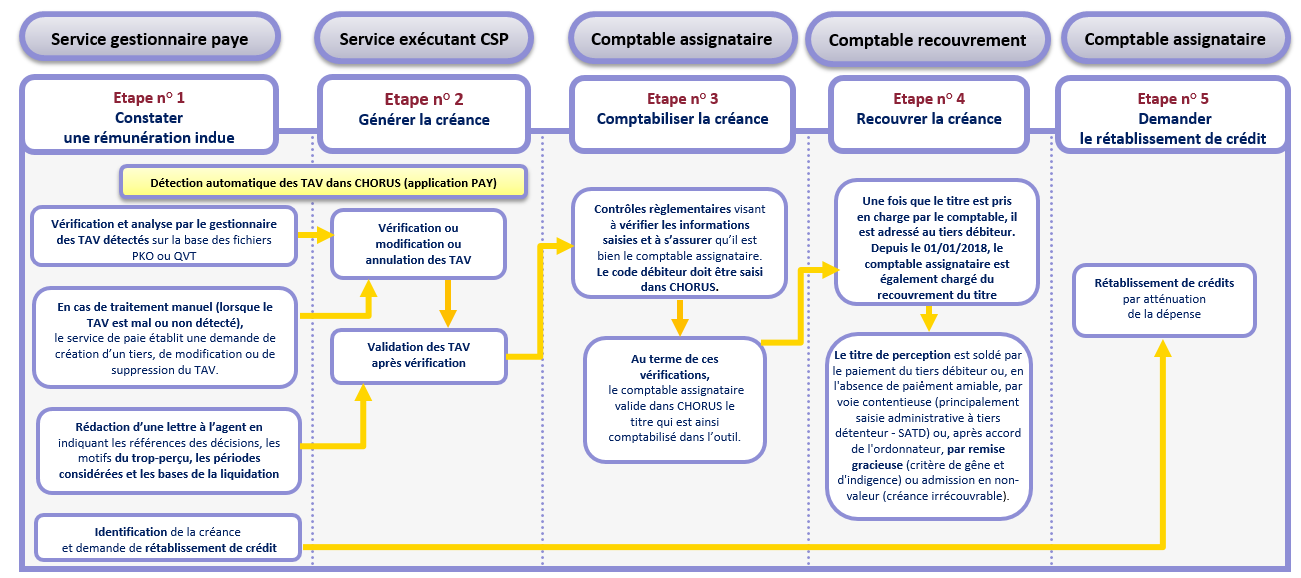 Service gestionnaire paye
Service exécutant CSP
Comptable assignataire
Comptable recouvrement
Comptable assignataire
Etape n° 1
Constater
une rémunération indue
Etape n° 2
Générer la créance
Etape n° 3
Comptabiliser la créance
Etape n° 4
Recouvrer la créance
Etape n° 5
Demander
le rétablissement de crédit
Détection automatique des TAV dans CHORUS (application PAY)
Vérification et analyse par le gestionnaire
des TAV détectés sur la base des fichiers
PKO ou QVT
En cas de traitement manuel (lorsque le
TAV est mal ou non détecté),
le service de paie établit une demande de
création d’un tiers, de modification ou de
suppression du TAV.
Rédaction d’une lettre à l’agent en
indiquant les références des décisions, les
motifs du trop-perçu, les périodes
considérées et les bases de la liquidation
Identification de la créance
et demande de rétablissement de crédit
Vérification ou
modification ou
annulation des TAV
Validation des TAV
après vérification
Contrôles règlementaires visant
à vérifier les informations
saisies et à s’assurer qu’il est
bien le comptable assignataire.
Le code débiteur doit être saisi
dans CHORUS.
Au terme de ces
vérifications,
le comptable assignataire
valide dans CHORUS le
titre qui est ainsi
comptabilisé dans l’outil.
Une fois que le titre est pris
en charge par le comptable, il
est adressé au tiers débiteur.
Depuis le 01/01/2018, le
comptable assignataire est
également chargé du
recouvrement du titre
Le titre de perception est soldé par
le paiement du tiers débiteur ou, en
l'absence de paiement amiable, par
voie contentieuse (principalement
saisie administrative à tiers
détenteur - SATD) ou, après accord
de l'ordonnateur, par remise
gracieuse (critère de gêne et
d'indigence) ou admission en non-
valeur (créance irrécouvrable).
Rétablissement de crédits
par atténuation
de la dépense